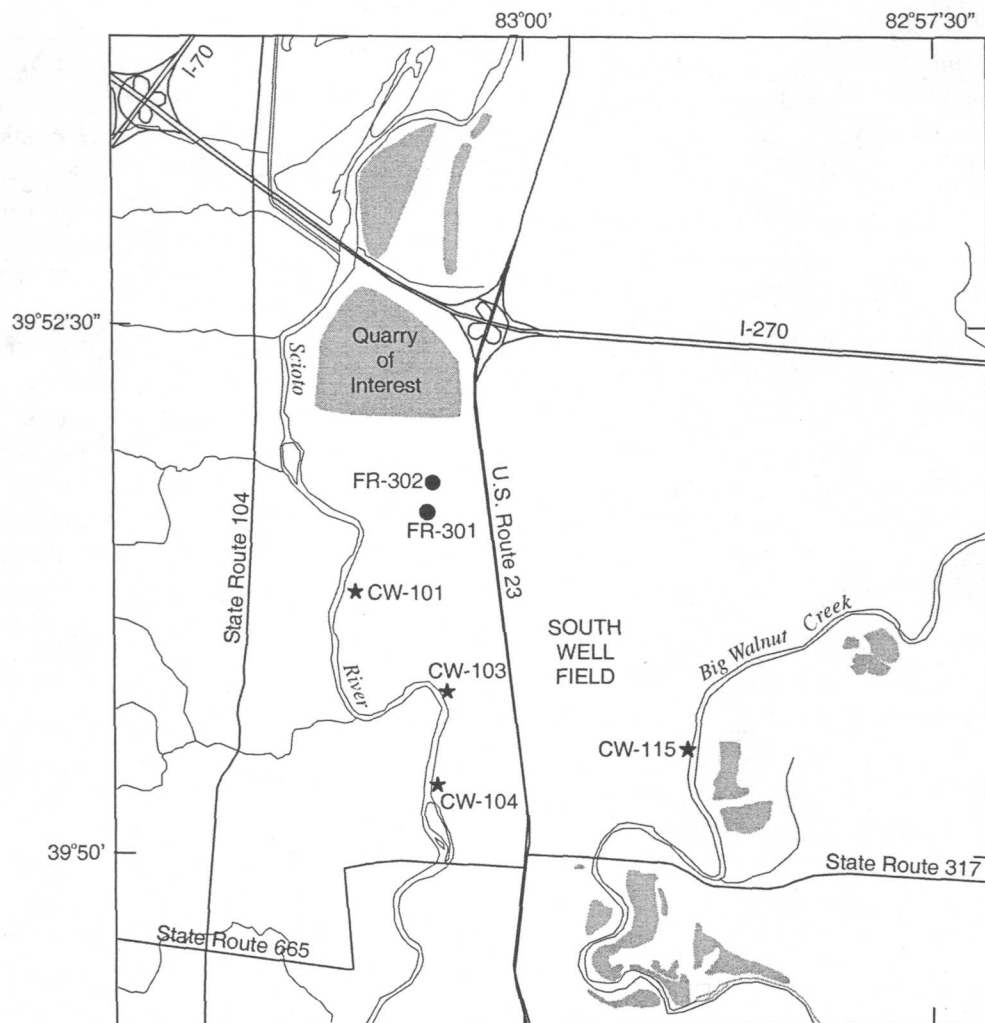 83°00'
82°57'30"
I-70
39°52'30"
Quarry
of
Interest
I-270
Scioto
FR-302
FR-301
U.S. Route 23
State Route 104
CW-101
SOUTH
WELL
FIELD
Big Walnut Creek
River
CW-103
CW-115
CW-104
39°50'
State Route 317
State Route 665